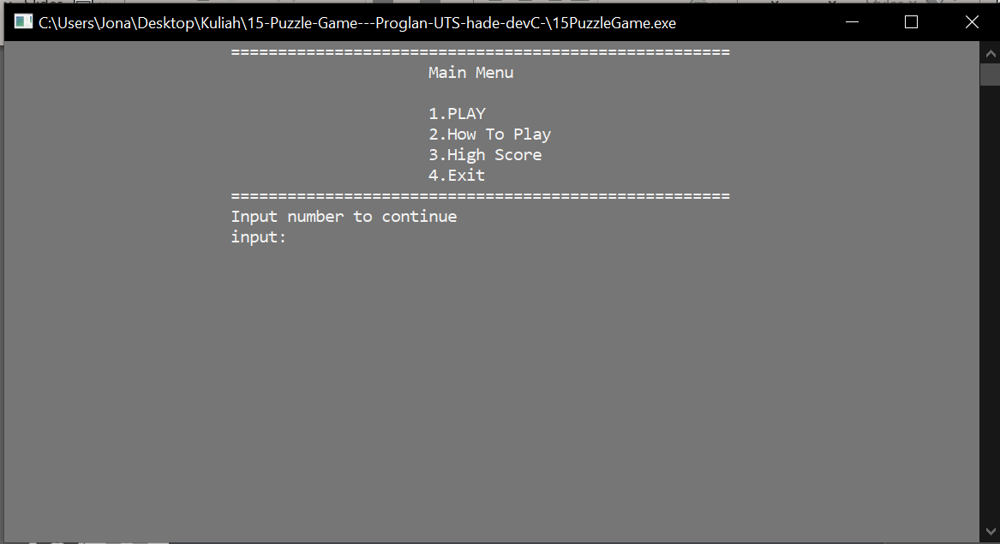 C:\Users\Jona\Desktop\Kuliah\15-Puzzle-Game---Proglan-UTS-hade-devC-\15PuzzleGame.exe
=====================================================
Main Menu
1.PLAY
2.How To Play
3.High Score
4.Exit
=====================================================
Input number to continue
input: